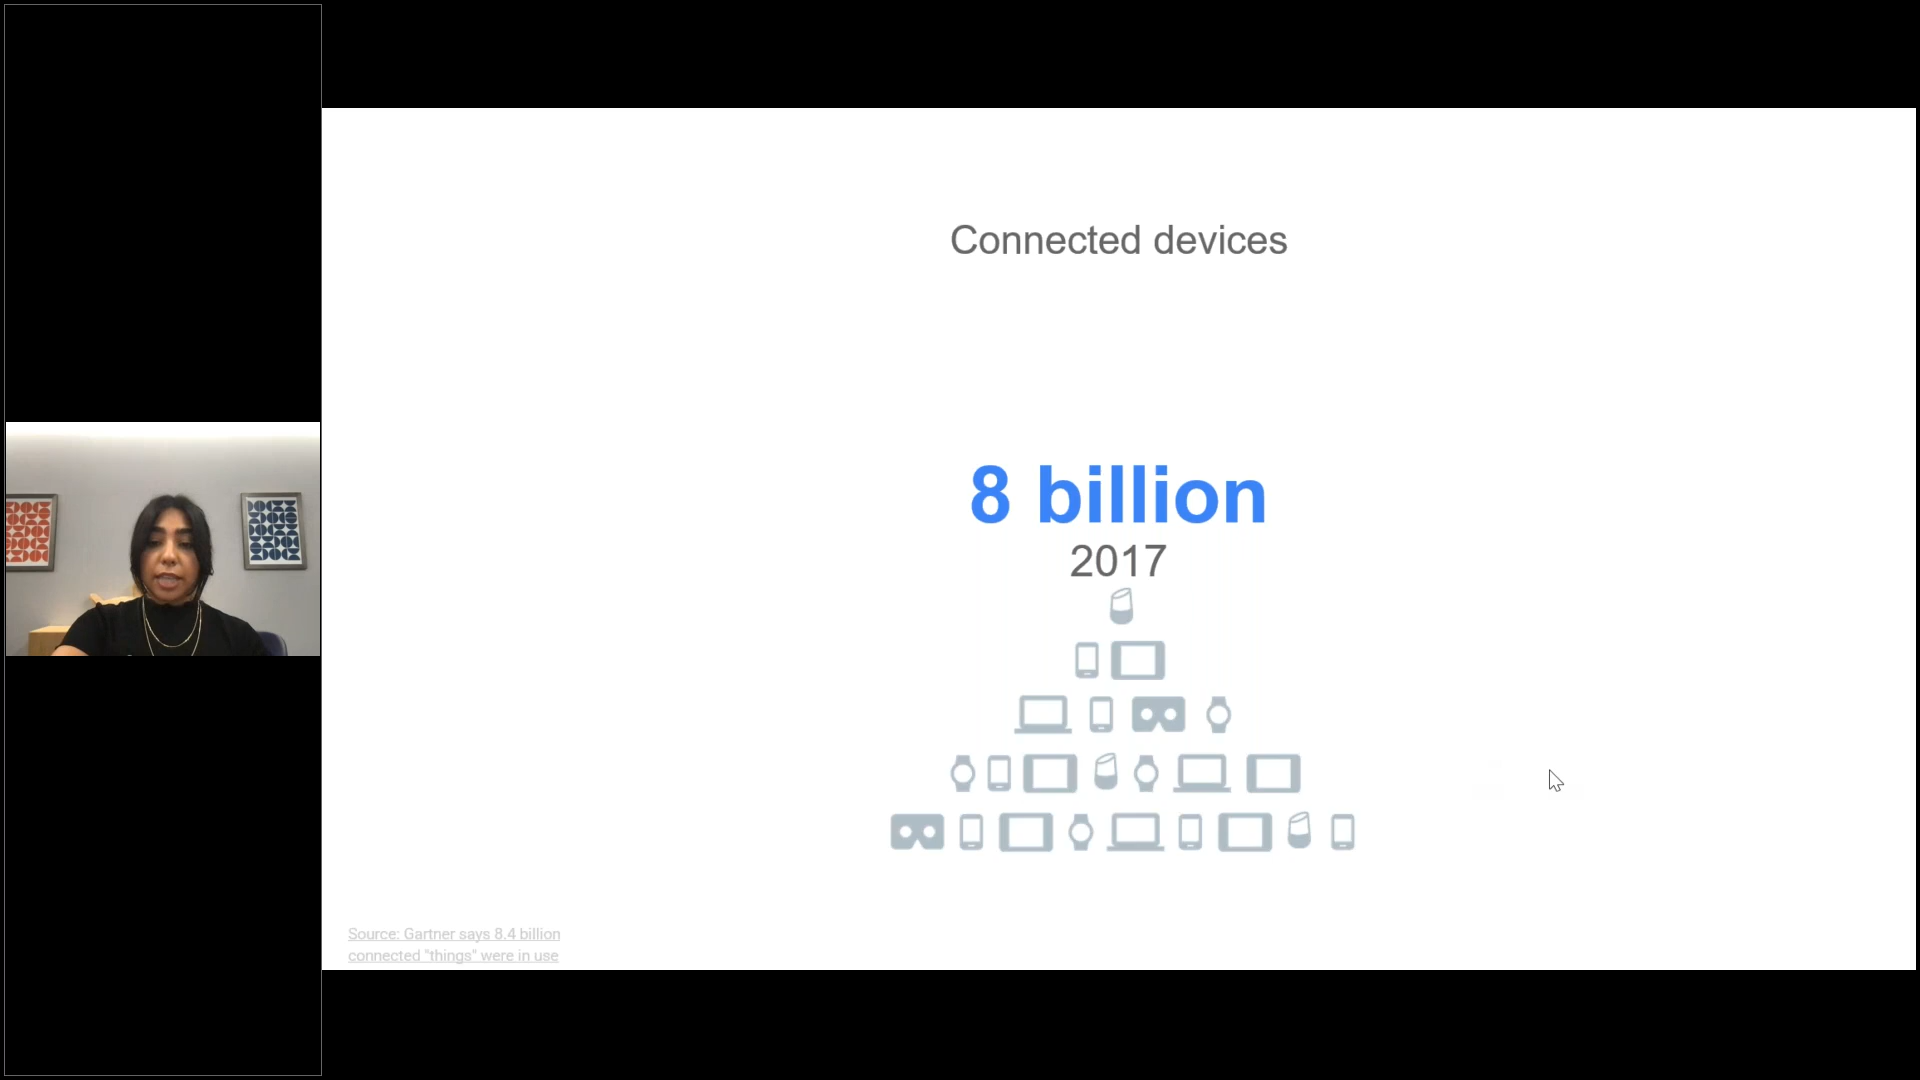 Connected devices
8 billion
2017
Source: Gartner says 8.4 billion
connected "things" were in use